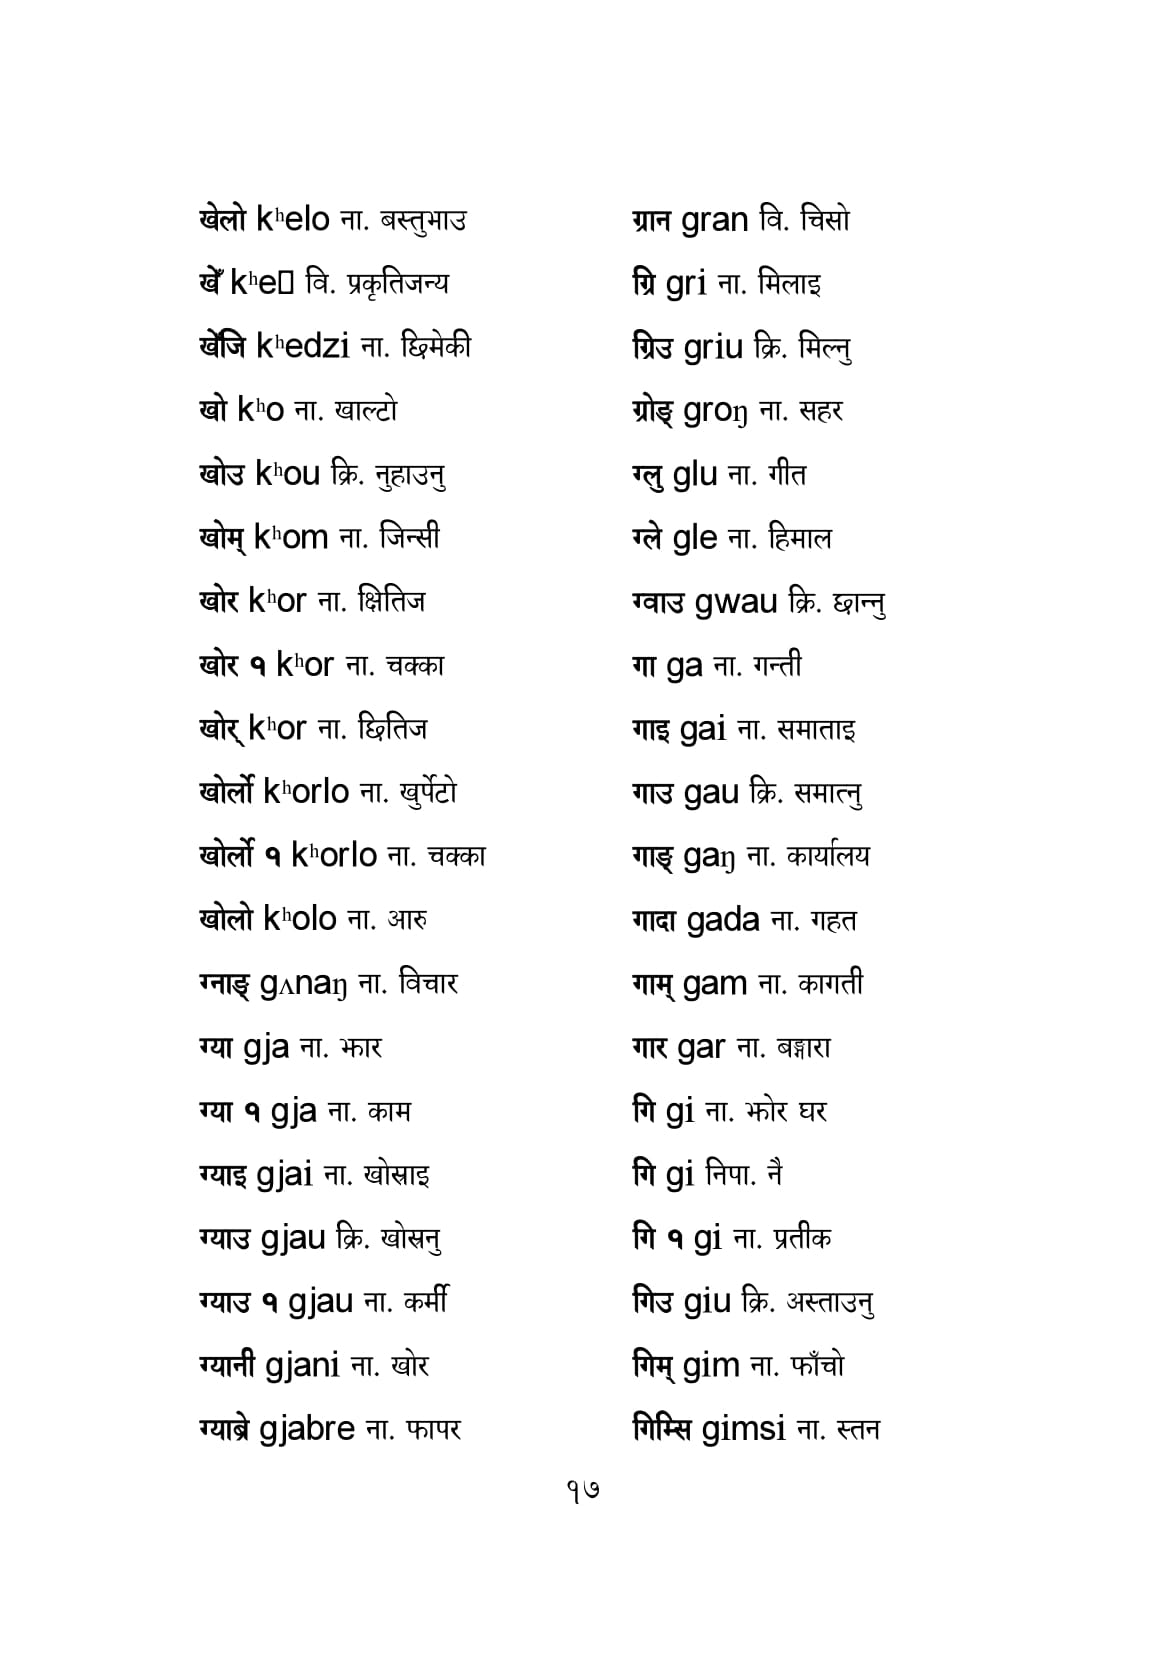 खेलो kʰelo ना. बस्तुभाउ
खेँ kʰe▯ वि. प्रकृतिजन्य
खेँजि kʰedzi ना. छिमेकी
खो kʰo ना. खाल्टो
खोउ kʰou क्रि. नुहाउनु
खोम् kʰom ना. जिन्सी
खोर kʰor ना. क्षितिज
खोर १ kʰor ना. चक्का
खोर् kʰor ना. छितिज
खोर्लो kʰorlo ना. खुर्पेटो
खोर्लो १ kʰorlo ना. चक्का
खोलो kʰolo ना. आरु
ग्नाङ् gʌnaŋ ना. विचार
ग्या gja ना. झार
ग्या १ gja ना. काम
ग्याइ gjai ना. खोस्राइ
ग्याउ gjau क्रि. खोस्रनु
ग्याउ १ gjau ना. कर्मी
ग्यानी gjani ना. खोर
ग्याब्रे gjabre ना. फापर
ग्रान gran वि. चिसो
ग्रि gri ना. मिलाइ
ग्रिउ griu क्रि. मिल्नु
ग्रोङ् groŋ ना. सहर
ग्लु glu ना. गीत
ग्ले gle ना. हिमाल
ग्वाउ gwau क्रि. छान्नु
गा ga ना. गन्ती
गाइ gai ना. समाताइ
गाउ gau क्रि. समात्नु
गाङ् gaŋ ना. कार्यालय
गादा gada ना. गहत
गाम् gam ना. कागती
गार gar ना. बङ्गारा
गि gi ना. झोर घर
गि gi निपा. नै
गि १ gi ना. प्रतीक
गिउ giu क्रि. अस्ताउनु
गिम् gim ना. फाँचो
गिम्सि gimsi ना. स्तन
१७